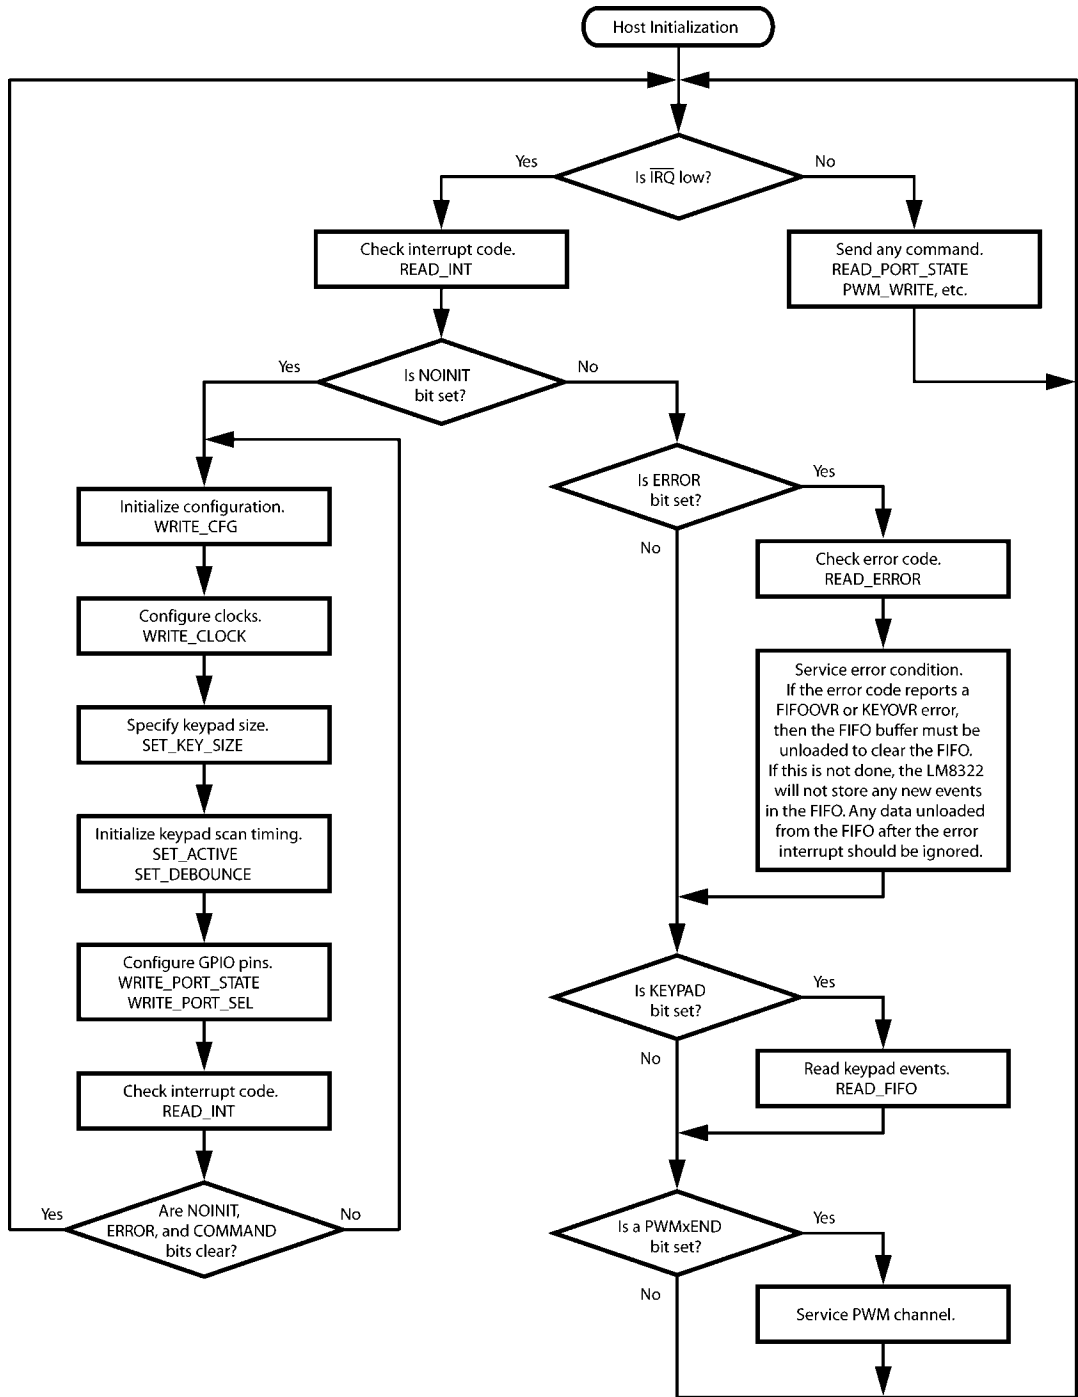 Host Initialization
Yes
Is IRQ low?
No
Check interrupt code.
READ_INT
Send any command.
READ_PORT_STATE
PWM_WRITE, etc.
Yes
Is NOINIT
bit set?
No
Initialize configuration.
WRITE_CFG
Configure clocks.
WRITE_CLOCK
Specify keypad size.
SET_KEY_SIZE
Initialize keypad scan timing.
SET_ACTIVE
SET_DEBOUNCE
Configure GPIO pins.
WRITE_PORT_STATE
WRITE_PORT_SEL
Check interrupt code.
READ_INT
Yes
Are NOINIT,
ERROR, and COMMAND
bits clear?
No
Is ERROR
bit set?
Yes
No
Check error code.
READ_ERROR
Service error condition.
If the error code reports a
FIFOOVR or KEYOVR error,
then the FIFO buffer must be
unloaded to clear the FIFO.
If this is not done, the LM8322
will not store any new events
in the FIFO. Any data unloaded
from the FIFO after the error
interrupt should be ignored.
Is KEYPAD
bit set?
Yes
No
Read keypad events.
READ_FIFO
Is a PWMxEND
bit set?
Yes
No
Service PWM channel.